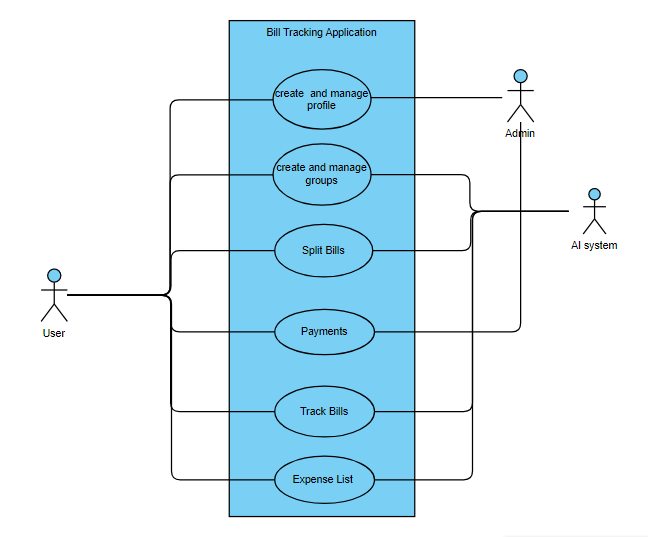 Bill Tracking Application
create  and manage
profile
Admin
create and manage
groups
AI system
Split Bills
User
Payments
Track Bills
Expense List